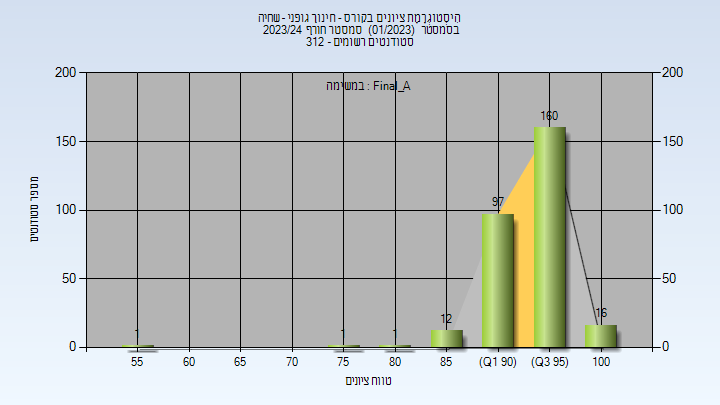 היסטוגרמת ציונים בקורס - חינוך גופני - שחיה
בסמסטר (01/2023) סמסטר חורף 2023/24
סטודנטים רשומים - 312
במשימה : Final_A
200 200
150 150
100 100
50 50
0 0
מספר סטודנטים
1 1 1 12 97 160 16
55 60 65 70 75 80 85 (Q1 90) (Q3 95) 100
טווח ציונים